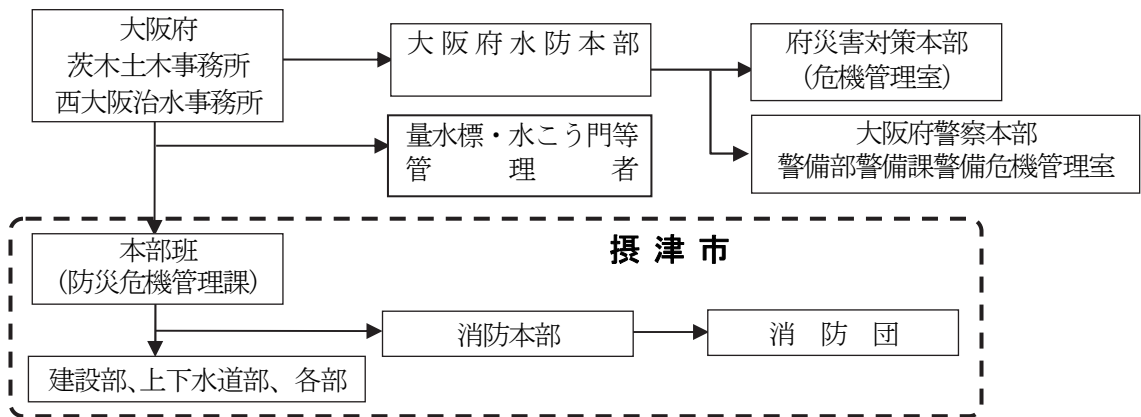 大阪府
茨木土木事務所
西大阪治水事務所
大阪府水防本部
府災害対策本部
(危機管理室)
量水標・水こう門等
管理者
大阪府警察本部
警備部警備課警備危機管理室
摂津市
本部班
(防災危機管理課)
消防本部
消防団
建設部、上下水道部、各部